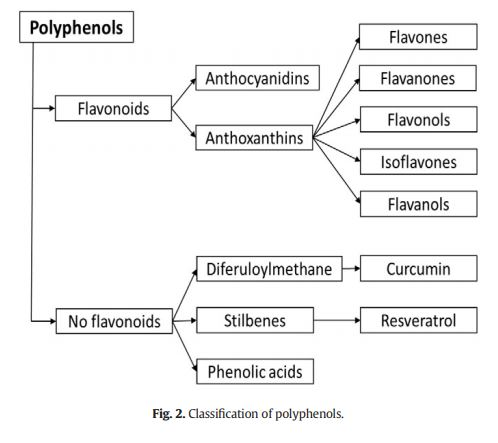 Polyphenols
Flavonoids
Anthocyanidins
Anthoxanthins
Flavones
Flavanones
Flavonols
Isoflavones
Flavanols
No flavonoids
Diferuloylmethane
Curcumin
Stilbenes
Resveratrol
Phenolic acids
Fig. 2. Classification of polyphenols.